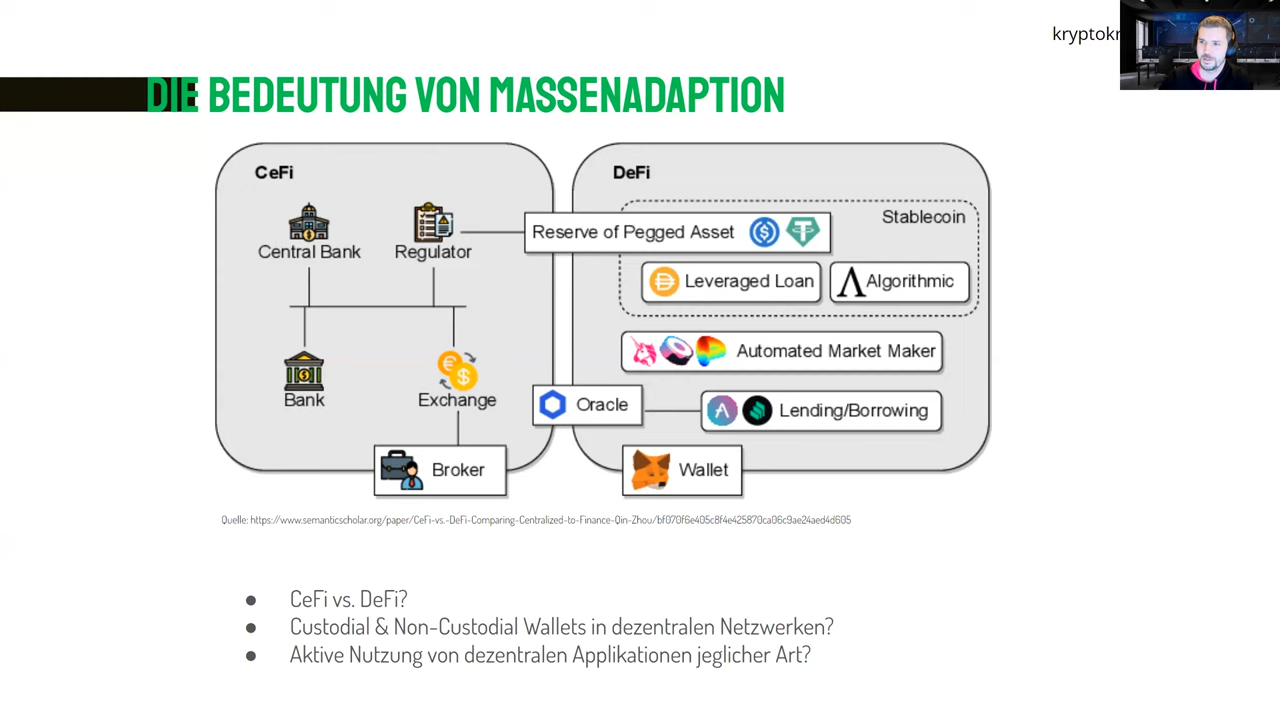 DIE BEDEUTUNG VON MASSENADAPTION
CeFi
Central Bank
Regulator
Bank
Exchange
Broker
DeFi
Stablecoin
Reserve of Pegged Asset
Leveraged Loan
Algorithmic
Automated Market Maker
Oracle
Lending/Borrowing
Wallet
Quelle: https://www.semanticscholar.org/paper/CeFi-vs.-DeFi-Comparing-Centralized-to-Finance-Qin-Zhou/bf070f6e405c8f4e425870ca06c9ae24aed4d605
● CeFi vs. DeFi?
● Custodial & Non-Custodial Wallets in dezentralen Netzwerken?
● Aktive Nutzung von dezentralen Applikationen jeglicher Art?